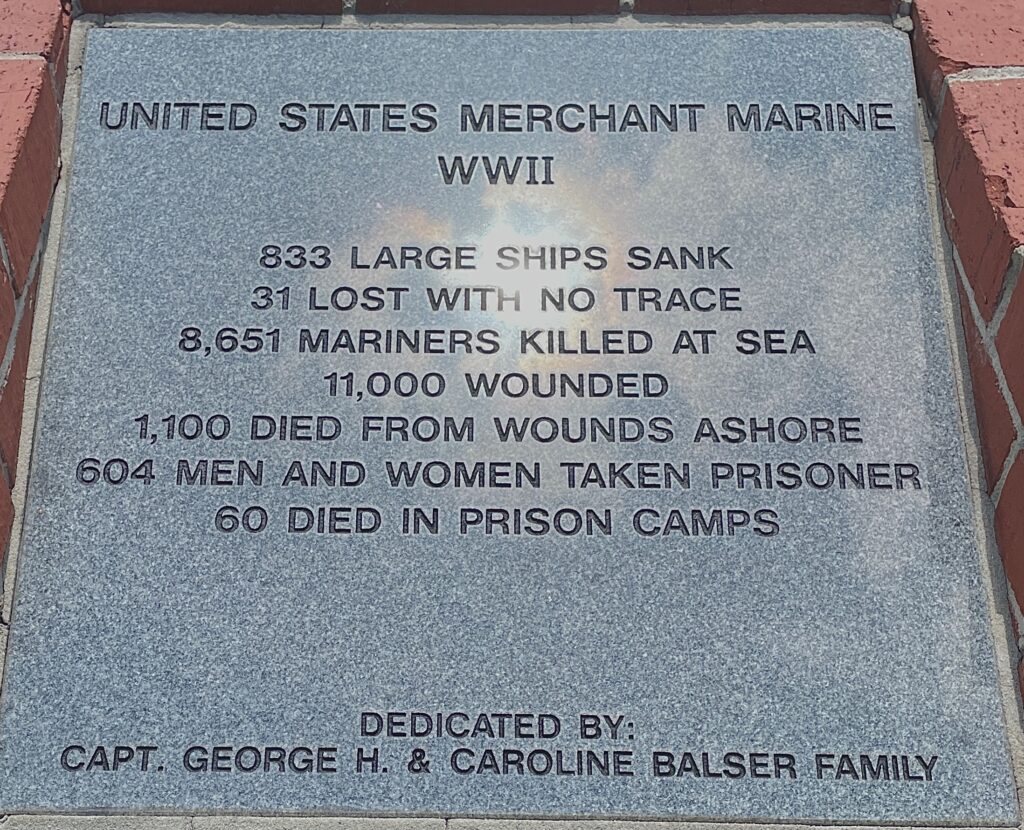 UNITED STATES MERCHANT MARINE
WWII
833 LARGE SHIPS SANK
31 LOST WITH NO TRACE
8,651 MARINERS KILLED AT SEA
11,000 WOUNDED
1,100 DIED FROM WOUNDS ASHORE
604 MEN AND WOMEN TAKEN PRISONER
60 DIED IN PRISON CAMPS
DEDICATED BY:
CAPT. GEORGE H. & CAROLINE BALSER FAMILY